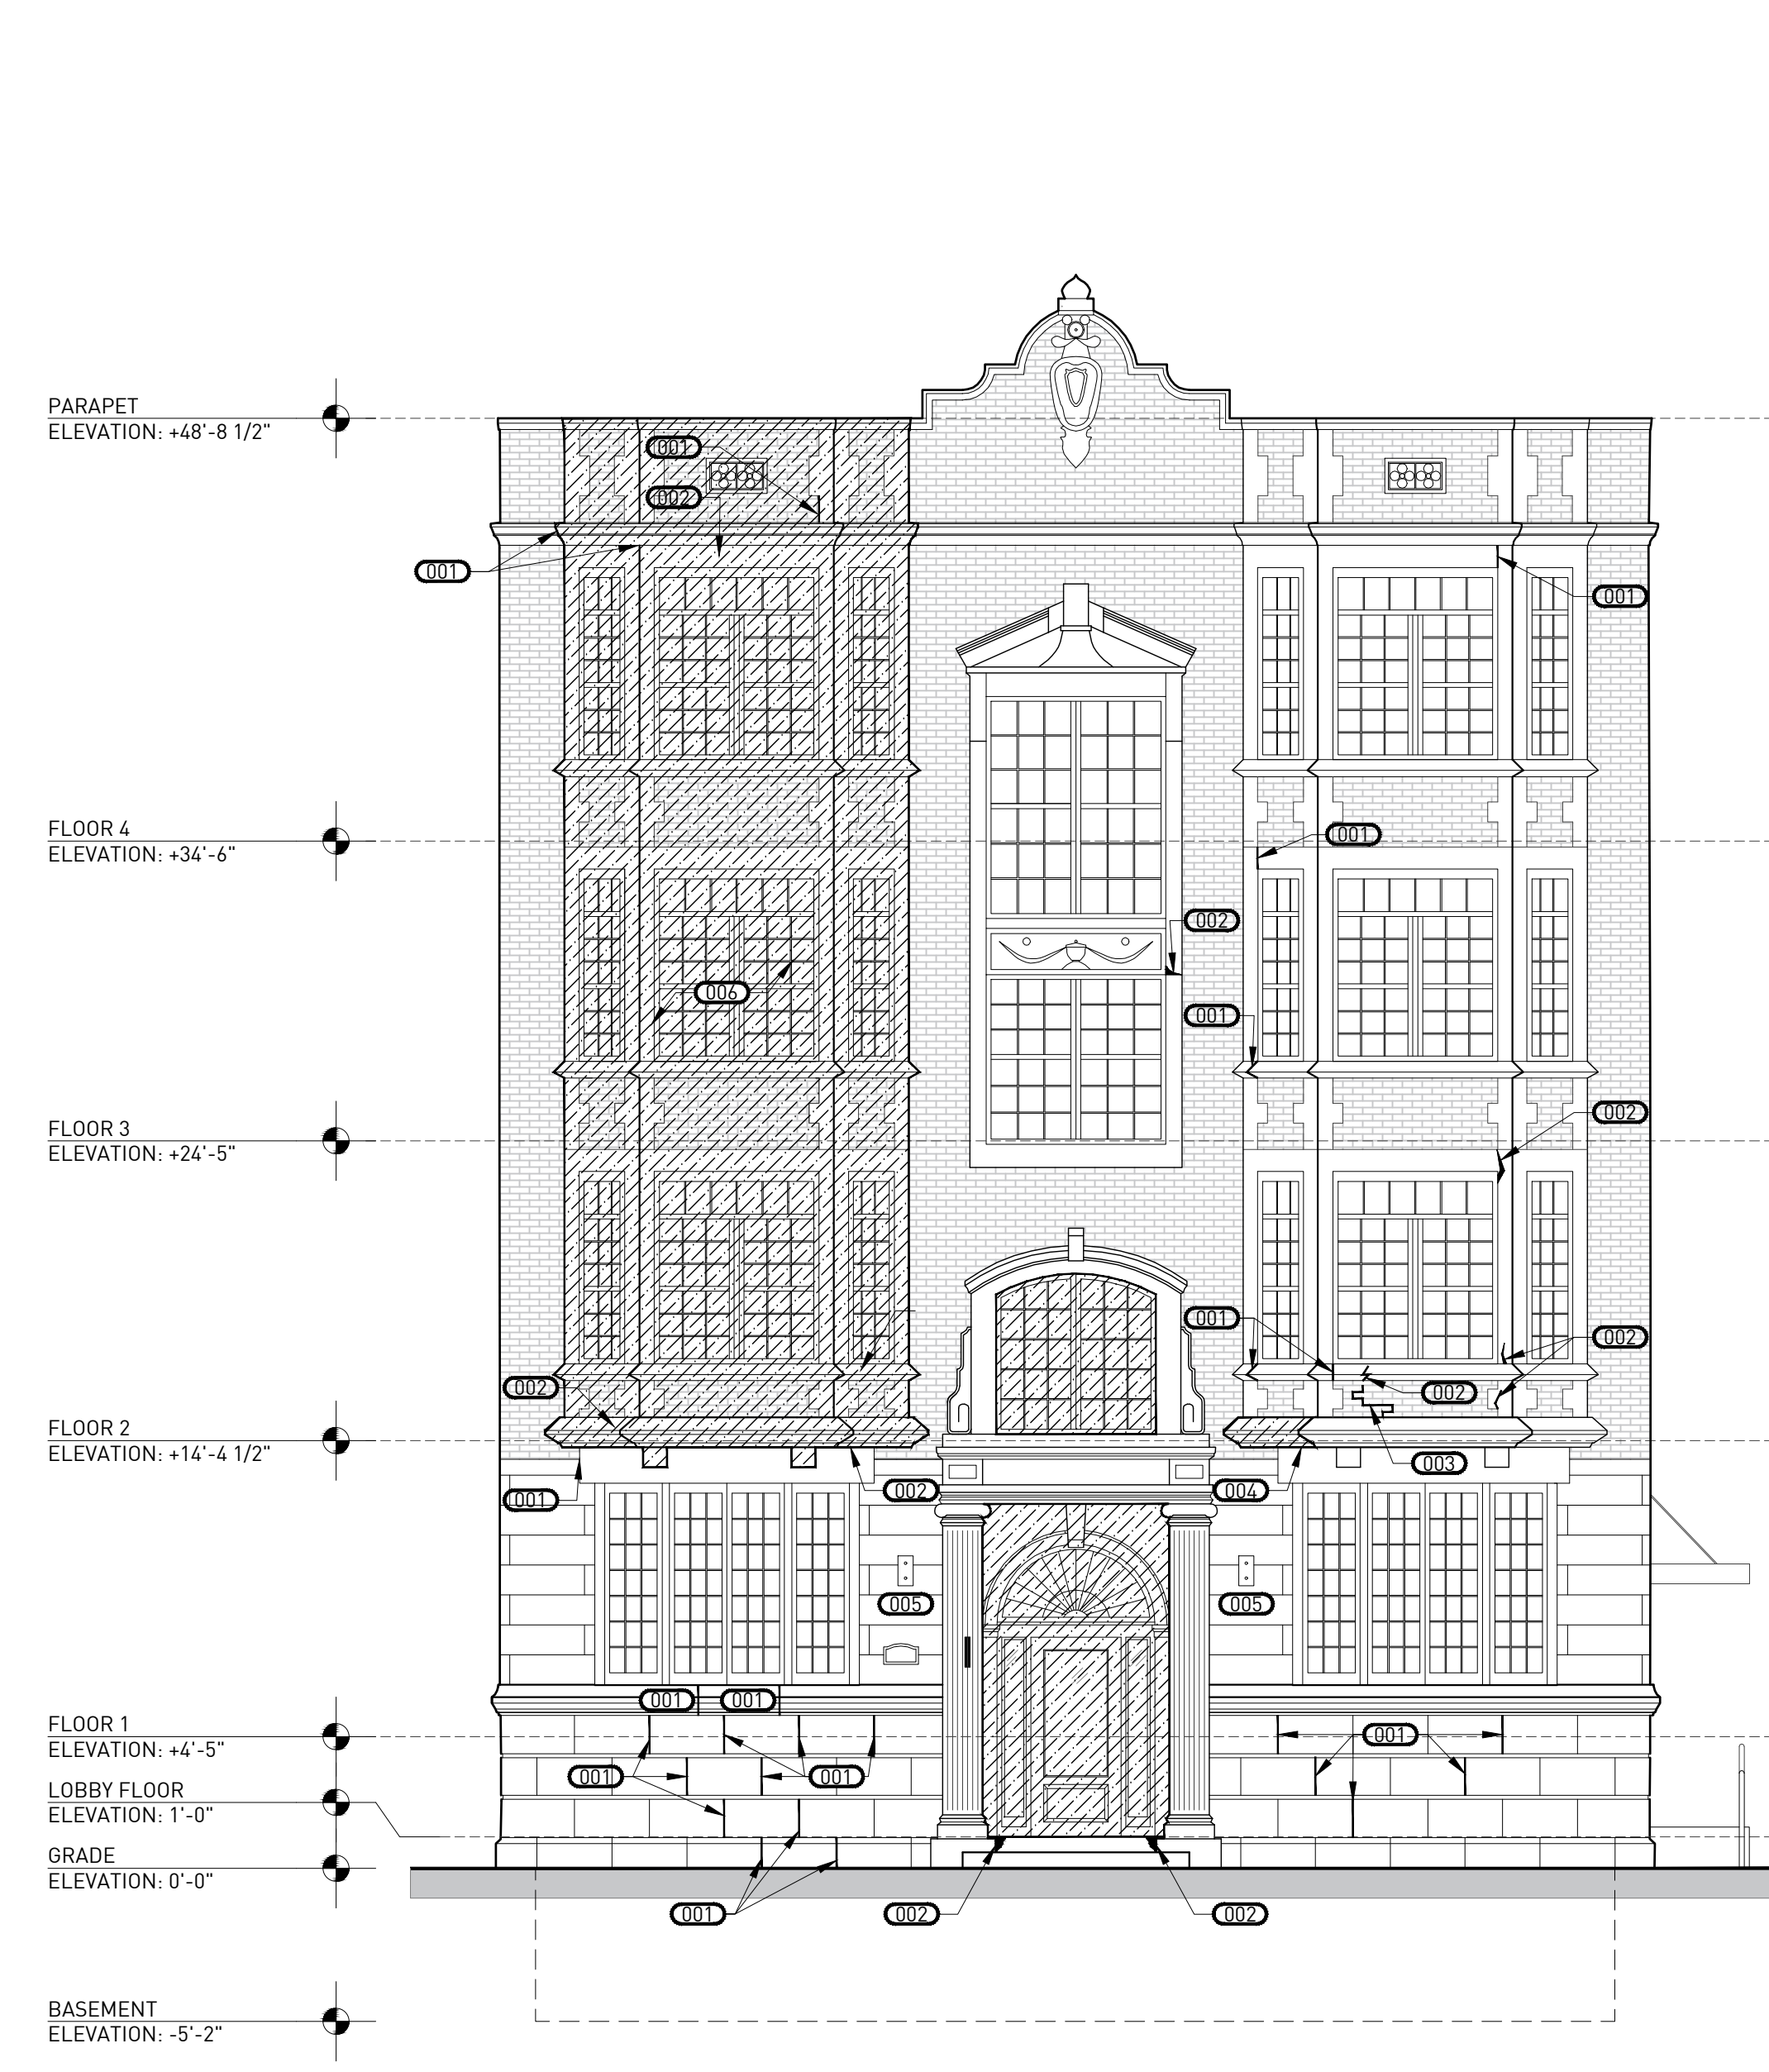 PARAPET
ELEVATION: +48'-8 1/2"
001
002
001
001
FLOOR 4
ELEVATION: +34'-6"
001
002
006
001
FLOOR 3
ELEVATION: +24'-5"
002
001
002
002
002
FLOOR 2
ELEVATION: +14'-4 1/2"
003
001
002
004
005
005
001
001
FLOOR 1
ELEVATION: +4'-5"
001
001
001
LOBBY FLOOR
ELEVATION: 1'-0"
GRADE
ELEVATION: 0'-0"
001
002
002
BASEMENT
ELEVATION: -5'-2"